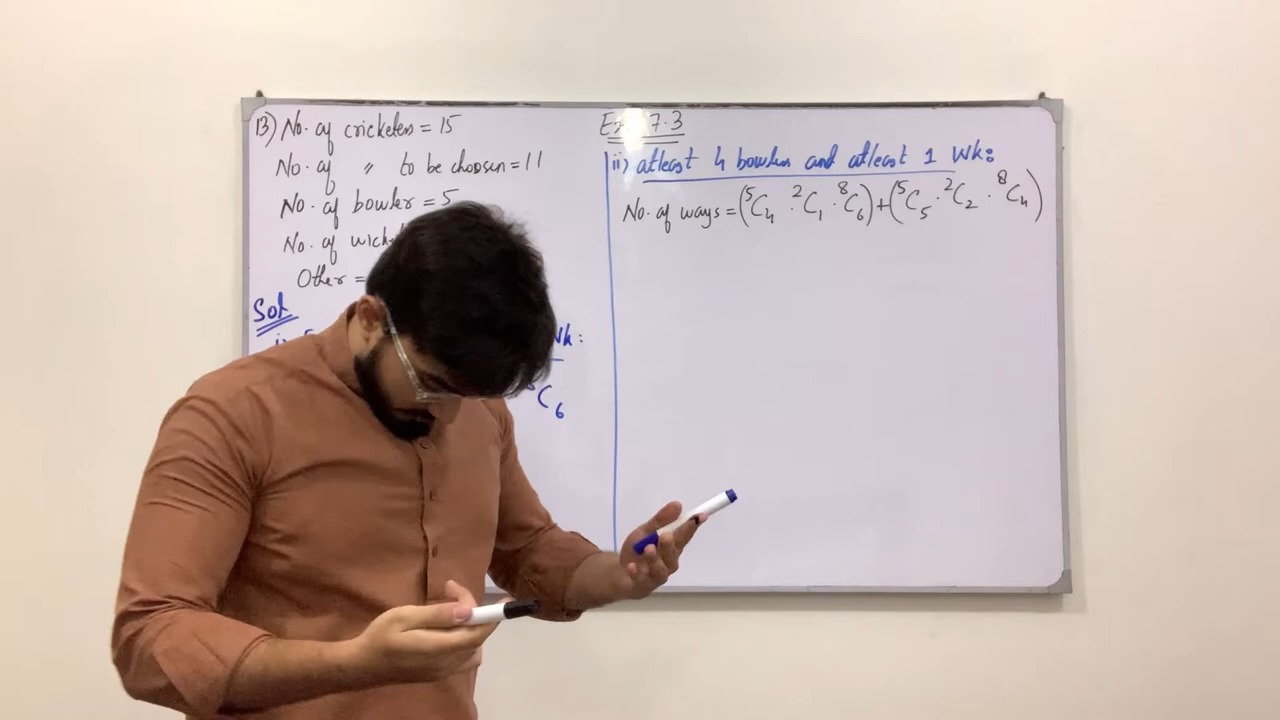 Ex 7.3
13) No. of cricketers = 15
No. of " to be choosen = 11
No. of bowler = 5
No. of
Other =
Sol
i)
Wk:
C₆
ii) atleast 4 bowlers and atleast 1 Wk:
No. of ways = (⁵C₄ · ²C₁ · ⁸C₆) + (⁵C₅ · ²C₂ · ⁸C₄)